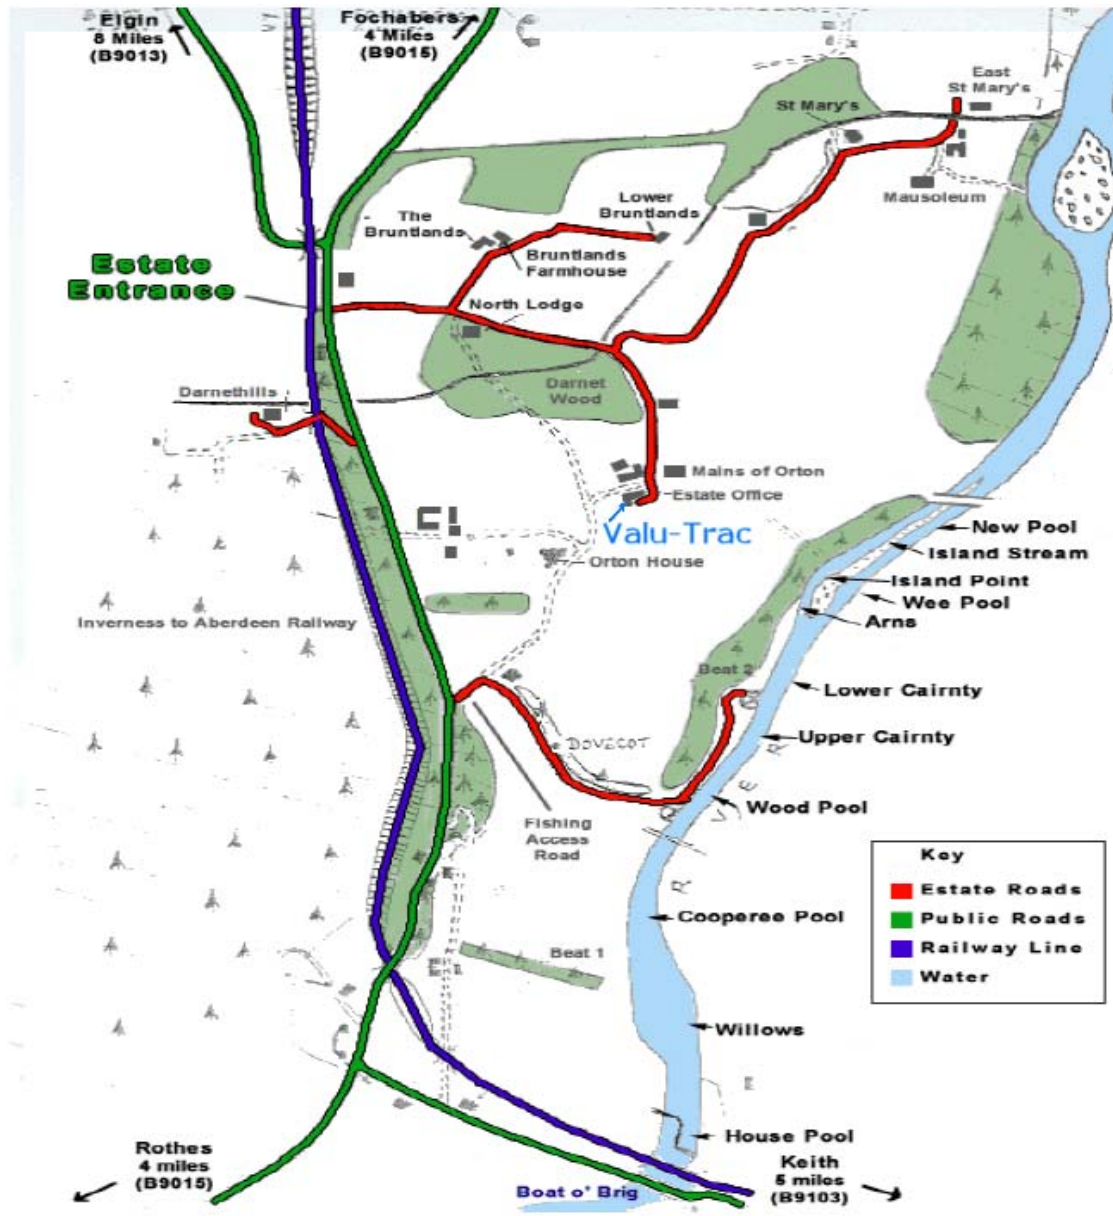 Elgin
8 Miles
(B9013)
Fochabers
4 Miles
(B9015)
East
St Mary's
St Mary's
Mausoleum
Lower
Bruntlands
The
Bruntlands
Bruntlands
Farmhouse
Estate
Entrance
North Lodge
Darnethills
Darnet
Wood
Mains of Orton
Estate Office
Valu-Trac
Orton House
New Pool
Island Stream
Island Point
Wee Pool
Arns
Inverness to Aberdeen Railway
Beat 2
Lower Cairnty
Upper Cairnty
DOVECOT
Wood Pool
Fishing
Access
Road
R
V E R
Key
Estate Roads
Public Roads
Railway Line
Water
Cooperee Pool
Beat 1
Willows
House Pool
Rothes
4 miles
(B9015)
Keith
5 miles
(B9103)
Boat o' Brig